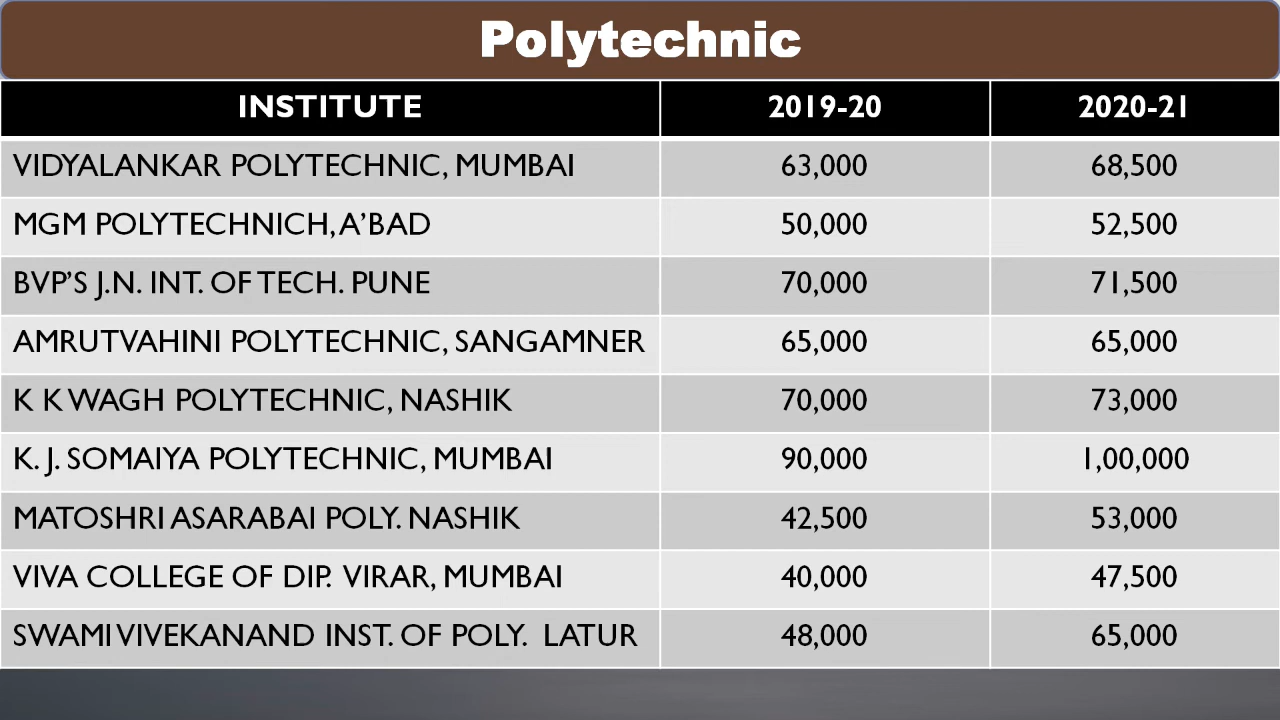 Polytechnic
INSTITUTE 2019-20 2020-21
VIDYALANKAR POLYTECHNIC, MUMBAI 63,000 68,500
MGM POLYTECHNICH, A’BAD 50,000 52,500
BVP’S J.N. INT. OF TECH. PUNE 70,000 71,500
AMRUTVAHINI POLYTECHNIC, SANGAMNER 65,000 65,000
K K WAGH POLYTECHNIC, NASHIK 70,000 73,000
K. J. SOMAIYA POLYTECHNIC, MUMBAI 90,000 1,00,000
MATOSHRI ASARABAI POLY. NASHIK 42,500 53,000
VIVA COLLEGE OF DIP. VIRAR, MUMBAI 40,000 47,500
SWAMI VIVEKANAND INST. OF POLY. LATUR 48,000 65,000